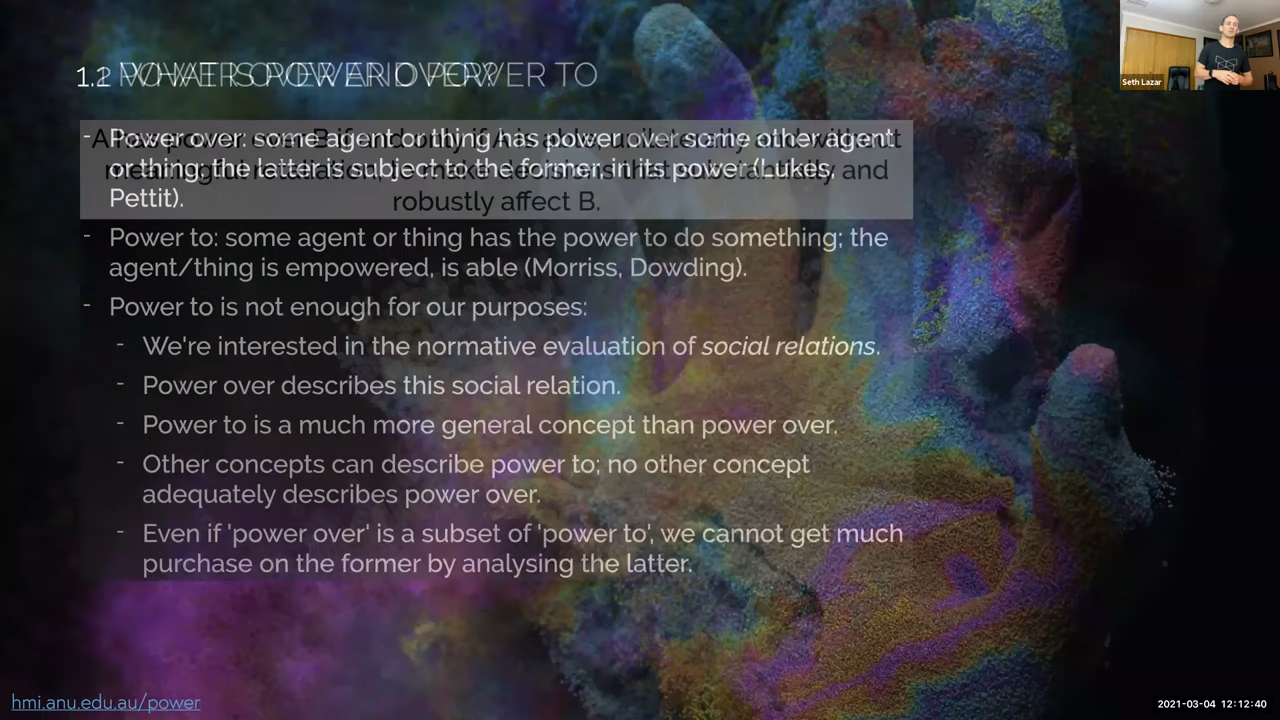 Seth Lazar
- Power over: some agent or thing has power over some other agent
or thing; the latter is subject to the former, in its power (Lukes,
Pettit).
robustly affect B.
- Power to: some agent or thing has the power to do something; the
agent/thing is empowered, is able (Morriss, Dowding).
- Power to is not enough for our purposes:
- We're interested in the normative evaluation of social relations.
- Power over describes this social relation.
- Power to is a much more general concept than power over.
- Other concepts can describe power to; no other concept
adequately describes power over.
- Even if 'power over' is a subset of 'power to', we cannot get much
purchase on the former by analysing the latter.
hmi.anu.edu.au/power
2021-03-04 12:12:40